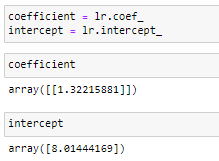 coefficient = lr.coef_
intercept = lr.intercept_
coefficient
array([[1.32215881]])
intercept
array([8.01444169])